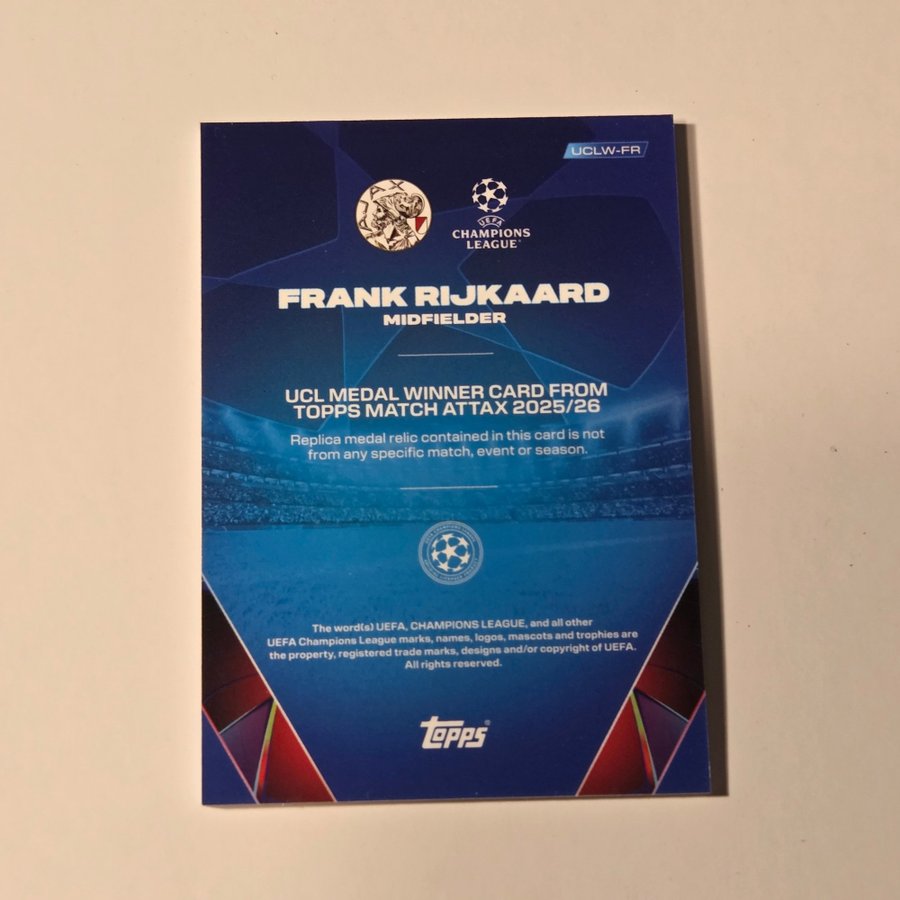 UCLW-FR
AJAX
UEFA
CHAMPIONS
LEAGUE®
FRANK RIJKAARD
MIDFIELDER
UCL MEDAL WINNER CARD FROM
TOPPS MATCH ATTAX 2025/26
Replica medal relic contained in this card is not
from any specific match, event or season.
The word(s) UEFA, CHAMPIONS LEAGUE, and all other
UEFA Champions League marks, names, logos, mascots and trophies are
the property, registered trade marks, designs and/or copyright of UEFA.
All rights reserved.
topps®